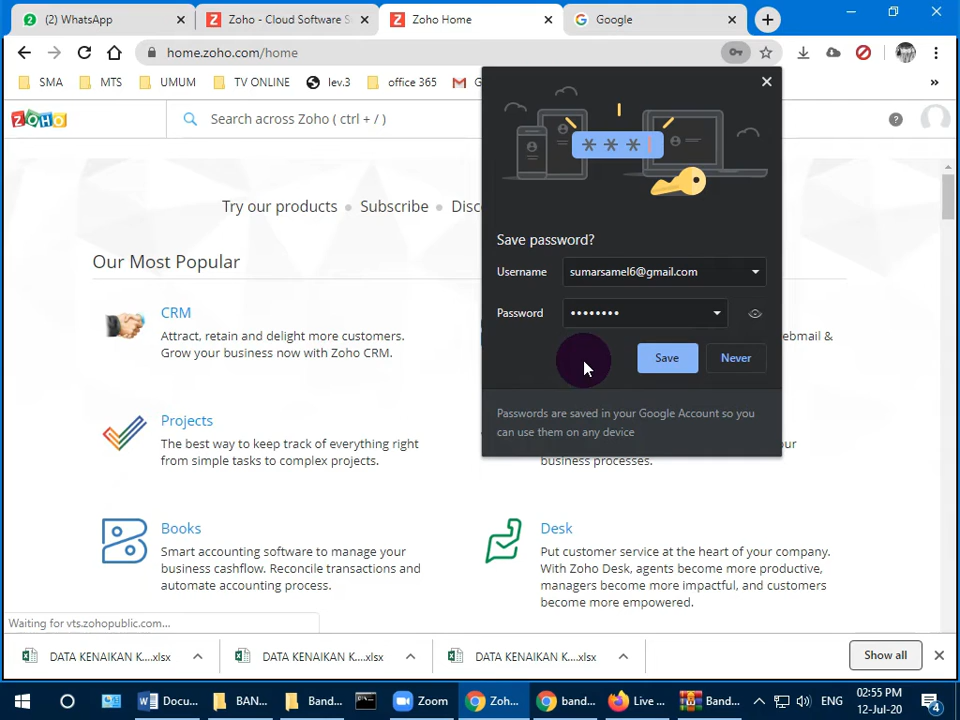 (2) WhatsApp
Zoho - Cloud Software S
Zoho Home
Google
home.zoho.com/home
SMA
MTS
UMUM
TV ONLINE
lev.3
office 365
G
»
ZOHO
Search across Zoho ( ctrl + / )
Try our products
Subscribe
Disc
Our Most Popular
CRM
Attract, retain and delight more customers.
Grow your business now with Zoho CRM.
ebmail &
Projects
The best way to keep track of everything right
from simple tasks to complex projects.
our
business processes.
Books
Smart accounting software to manage your
business cashflow. Reconcile transactions and
automate accounting process.
Desk
Put customer service at the heart of your company.
With Zoho Desk, agents become more productive,
managers become more impactful, and customers
become more empowered.
* * *
Save password?
Username
sumarsamel6@gmail.com
Password
••••••••
Save
Never
Passwords are saved in your Google Account so you
can use them on any device
Waiting for vts.zohopublic.com...
DATA KENAIKAN K....xlsx
DATA KENAIKAN K....xlsx
DATA KENAIKAN K....xlsx
Show all
Docu...
BAN...
Band...
Zoom
Zoh...
band...
Live ...
Band...
ENG
02:55 PM
12-Jul-20
4